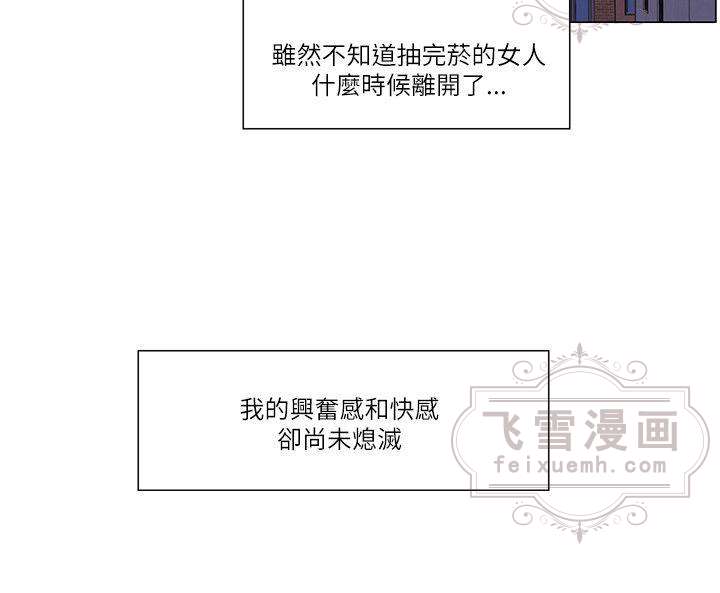 雖然不知道抽完菸的女人
什麼時候離開了...
我的興奮感和快感
卻尚未熄滅
飞雪漫画
feixuemh.com